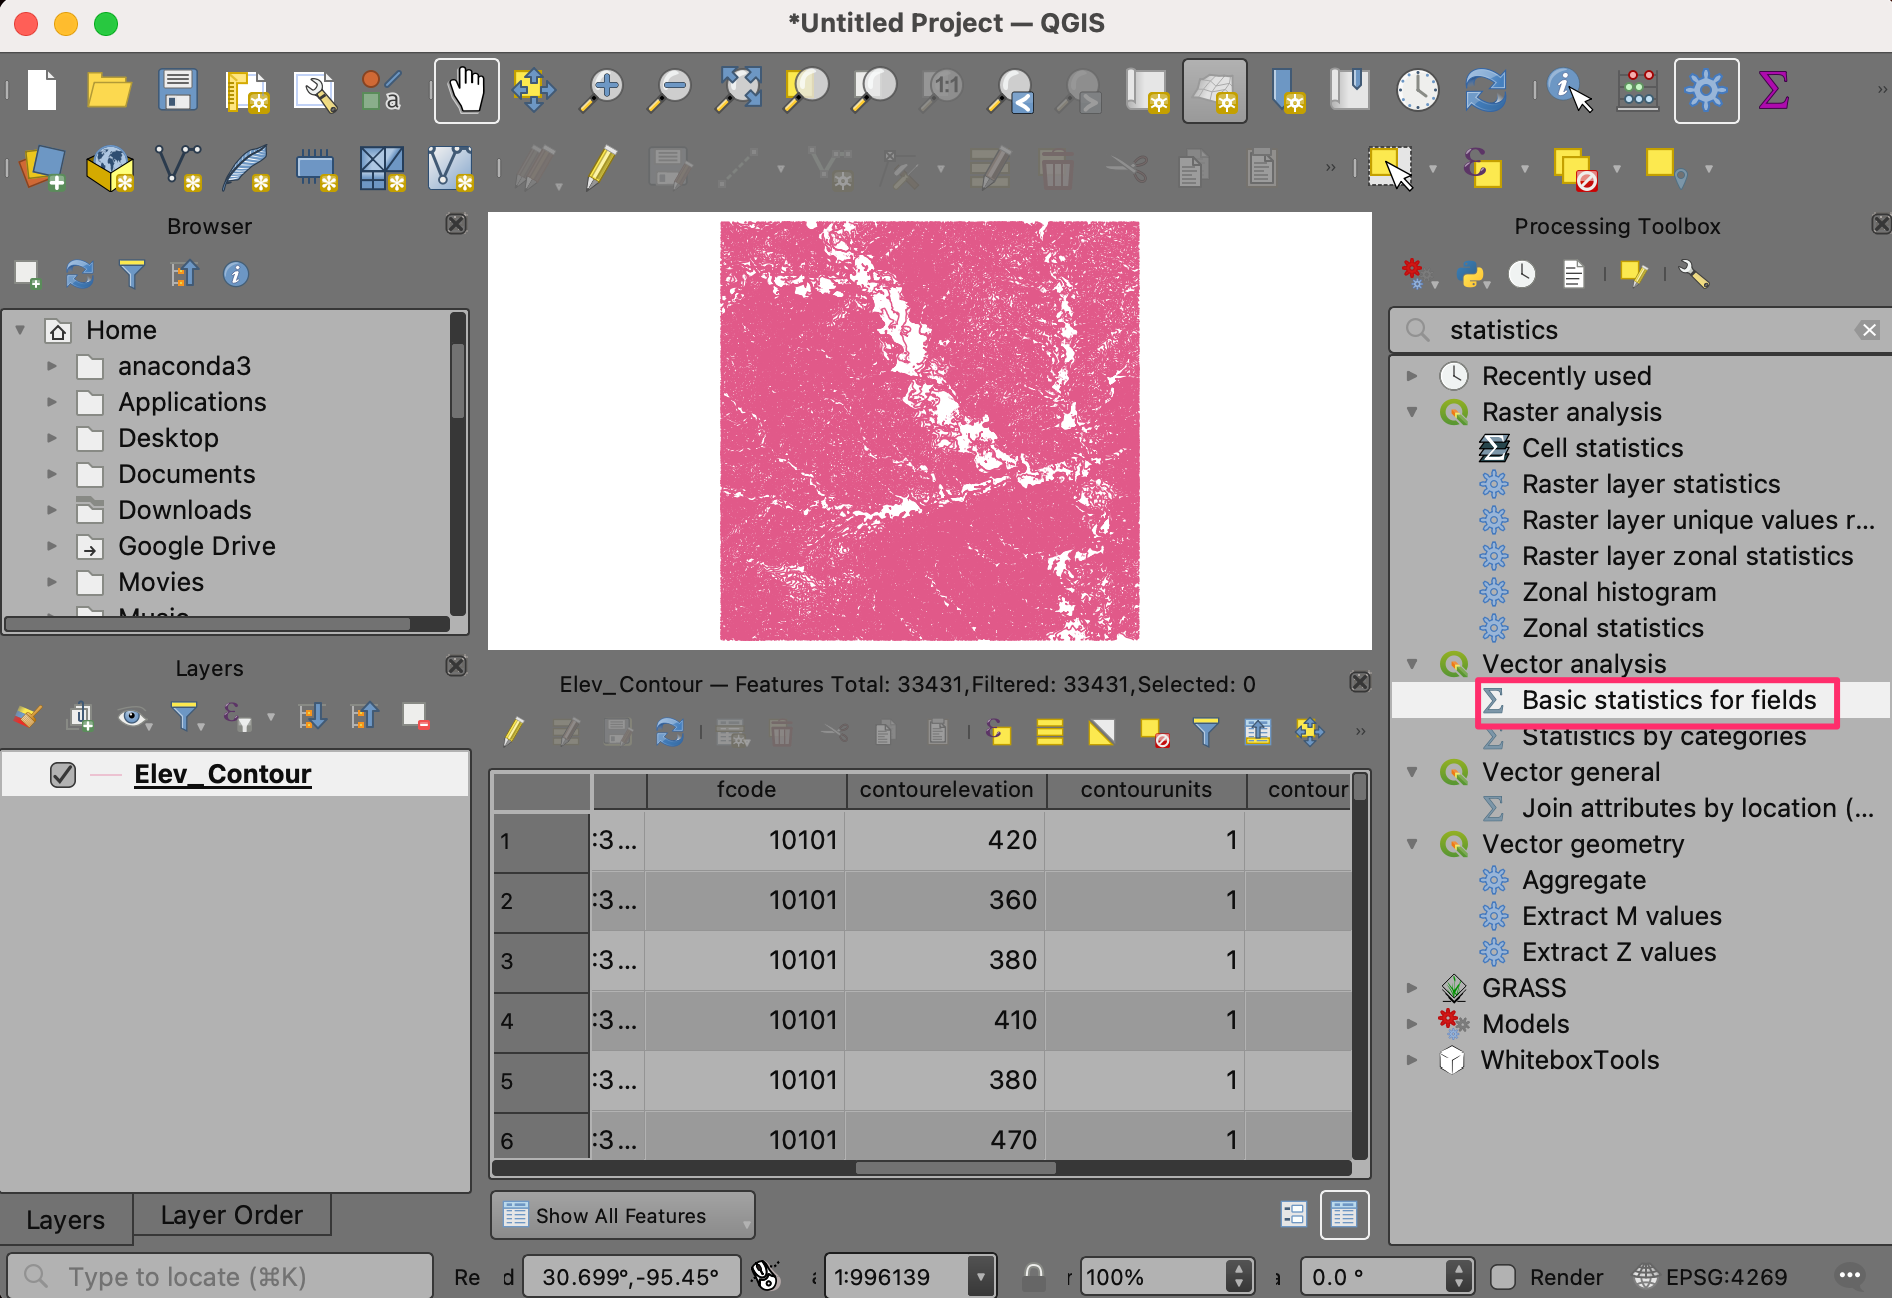 *Untitled Project — QGIS
1:1
a
Browser
Home
anaconda3
Applications
Desktop
Documents
Downloads
Google Drive
Movies
Music
Layers
Elev_Contour
Layers
Layer Order
Elev_Contour — Features Total: 33431, Filtered: 33431, Selected: 0
fcode contourelevation contourunits contour
1 :3... 10101 420 1
2 :3... 10101 360 1
3 :3... 10101 380 1
4 :3... 10101 410 1
5 :3... 10101 380 1
6 :3... 10101 470 1
Show All Features
Processing Toolbox
statistics
Recently used
Raster analysis
Cell statistics
Raster layer statistics
Raster layer unique values r...
Raster layer zonal statistics
Zonal histogram
Zonal statistics
Vector analysis
Basic statistics for fields
Statistics by categories
Vector general
Join attributes by location (...
Vector geometry
Aggregate
Extract M values
Extract Z values
GRASS
Models
WhiteboxTools
Type to locate (⌘K) Re d 30.699°,-95.45° 1:996139 r 100% 0.0 ° Render EPSG:4269